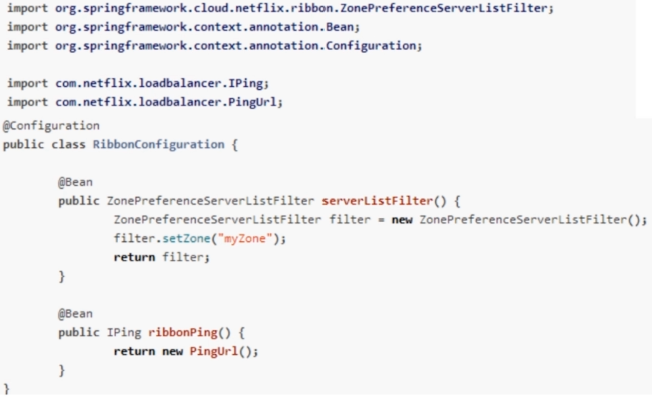 import org.springframework.cloud.netflix.ribbon.ZonePreferenceServerListFilter;
import org.springframework.context.annotation.Bean;
import org.springframework.context.annotation.Configuration;
import com.netflix.loadbalancer.IPing;
import com.netflix.loadbalancer.PingUrl;
@Configuration
public class RibbonConfiguration {
@Bean
public ZonePreferenceServerListFilter serverListFilter() {
ZonePreferenceServerListFilter filter = new ZonePreferenceServerListFilter();
filter.setZone("myZone");
return filter;
}
@Bean
public IPing ribbonPing() {
return new PingUrl();
}
}